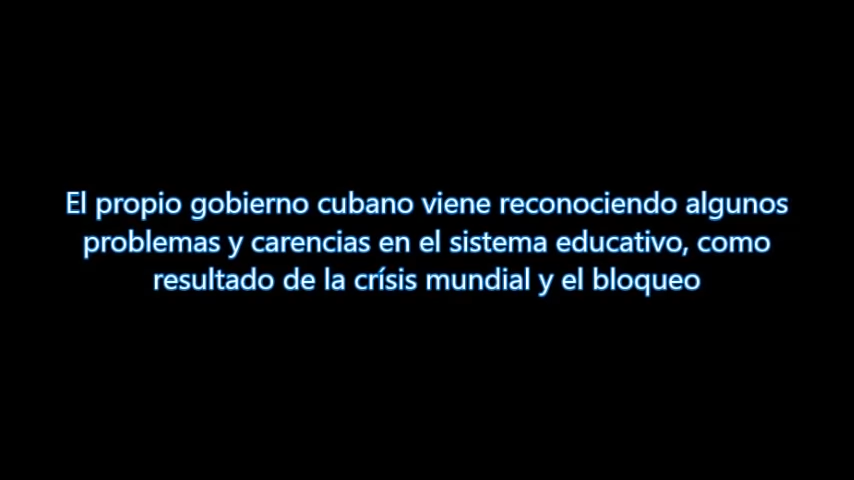 El propio gobierno cubano viene reconociendo algunos
problemas y carencias en el sistema educativo, como
resultado de la crísis mundial y el bloqueo